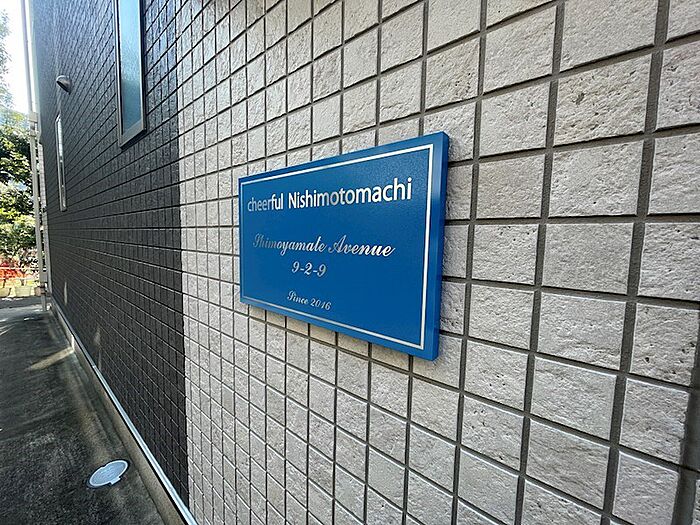 cheerful Nishimotomachi
Shimoyamate Avenue
9-2-9
Since 2016